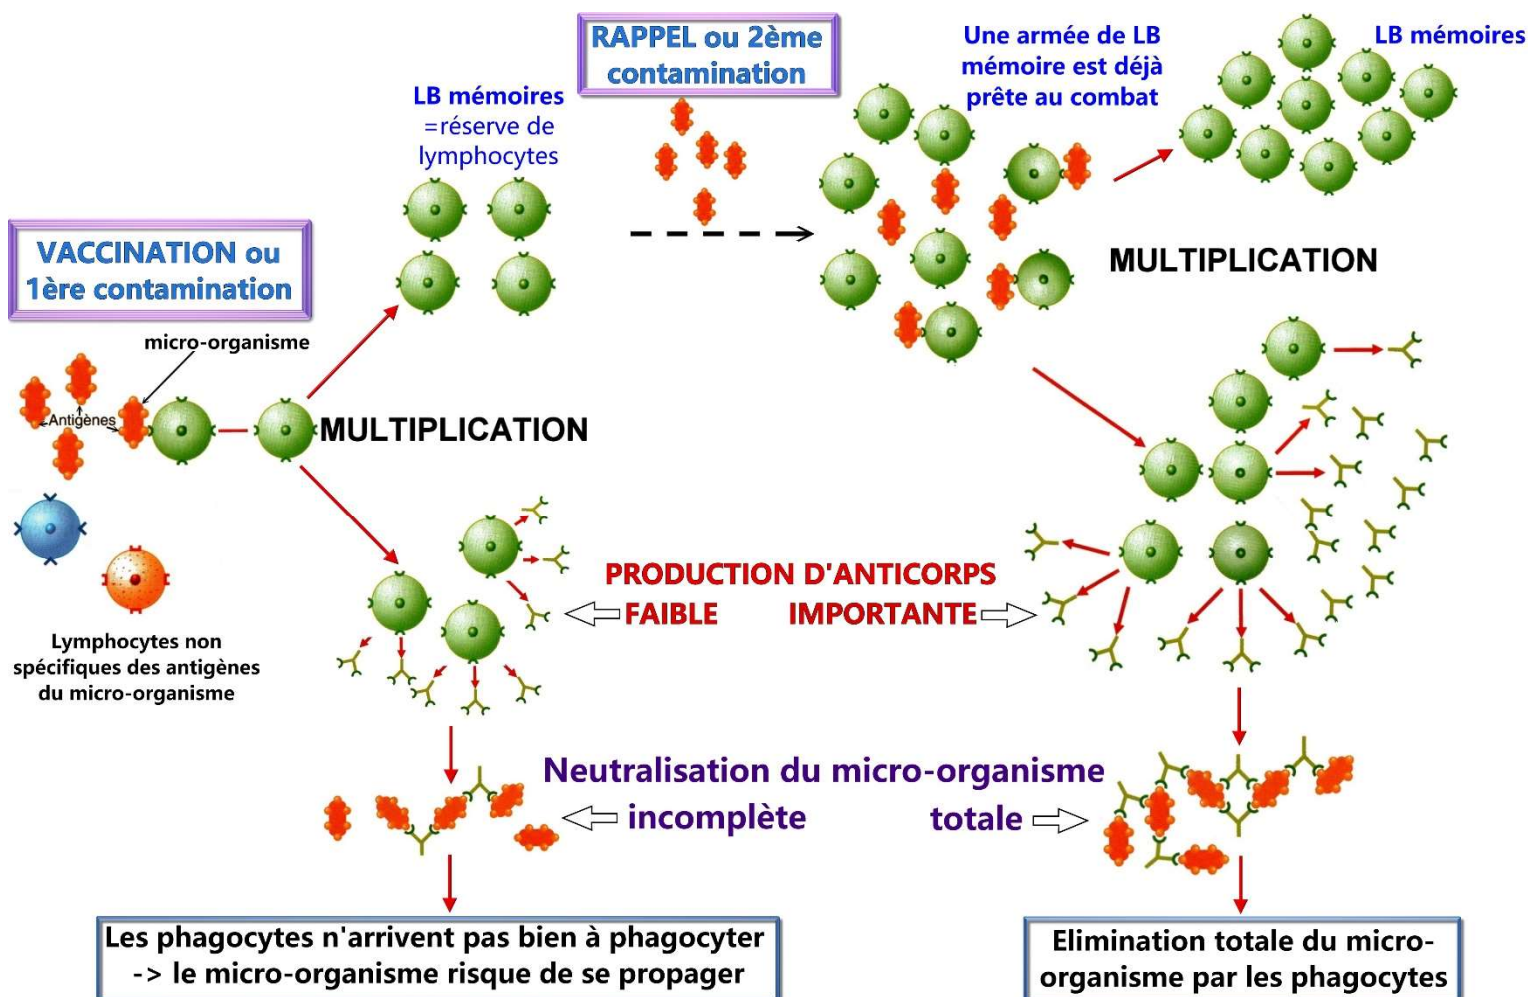 VACCINATION ou
1ère contamination
micro-organisme
Antigènes
Lymphocytes non
spécifiques des antigènes
du micro-organisme
MULTIPLICATION
LB mémoires
=réserve de
lymphocytes
RAPPEL ou 2ème
contamination
Une armée de LB
mémoire est déjà
prête au combat
LB mémoires
MULTIPLICATION
PRODUCTION D'ANTICORPS
FAIBLE IMPORTANTE
Neutralisation du micro-organisme
incomplète totale
Les phagocytes n'arrivent pas bien à phagocyter
-> le micro-organisme risque de se propager
Elimination totale du micro-
organisme par les phagocytes